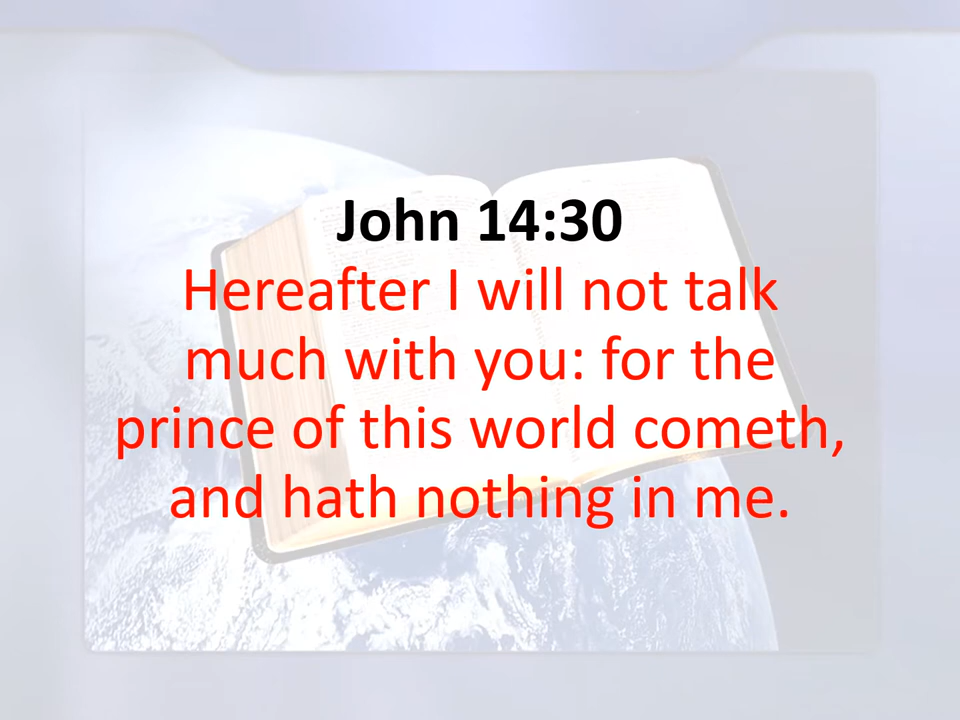 John 14:30
Hereafter I will not talk
much with you: for the
prince of this world cometh,
and hath nothing in me.